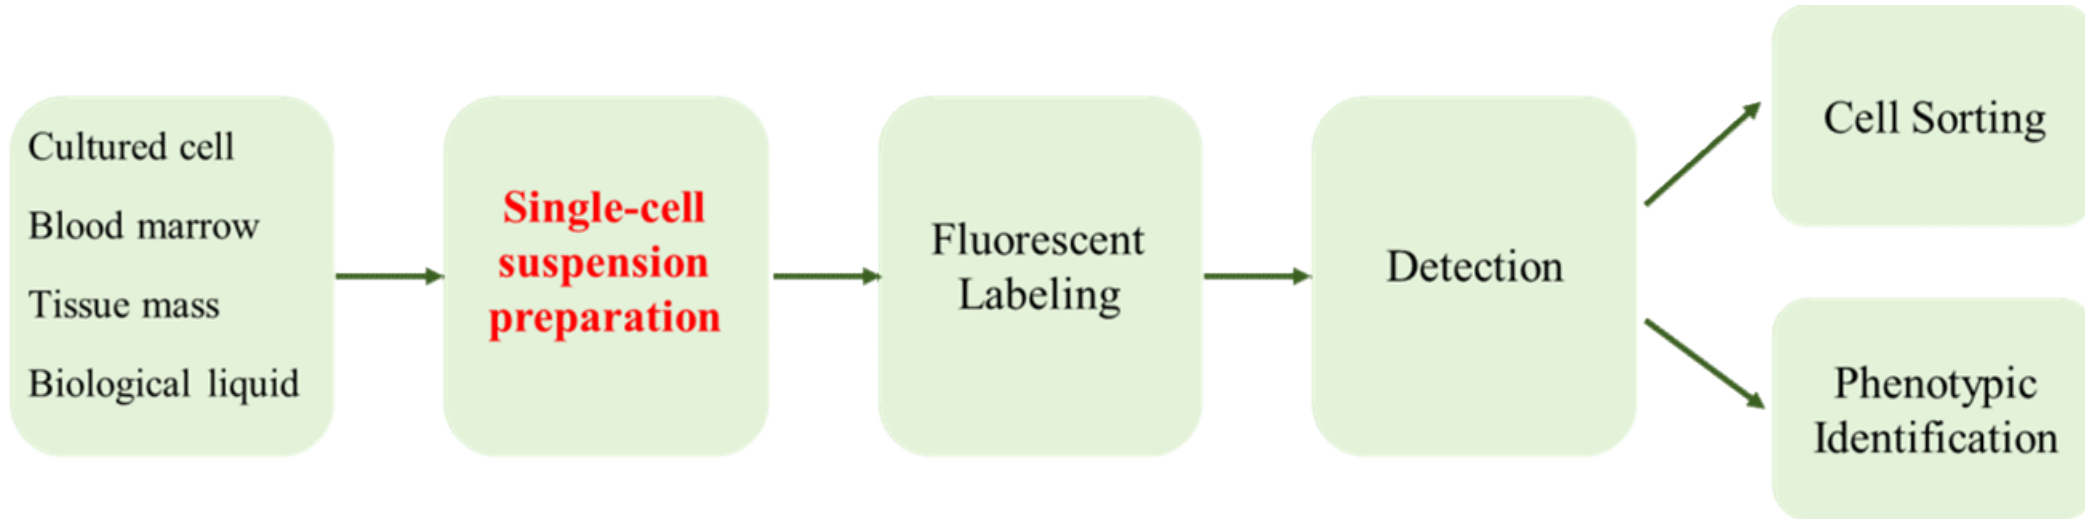 Cultured cell
Blood marrow
Tissue mass
Biological liquid
Single-cell
suspension
preparation
Fluorescent
Labeling
Detection
Cell Sorting
Phenotypic
Identification